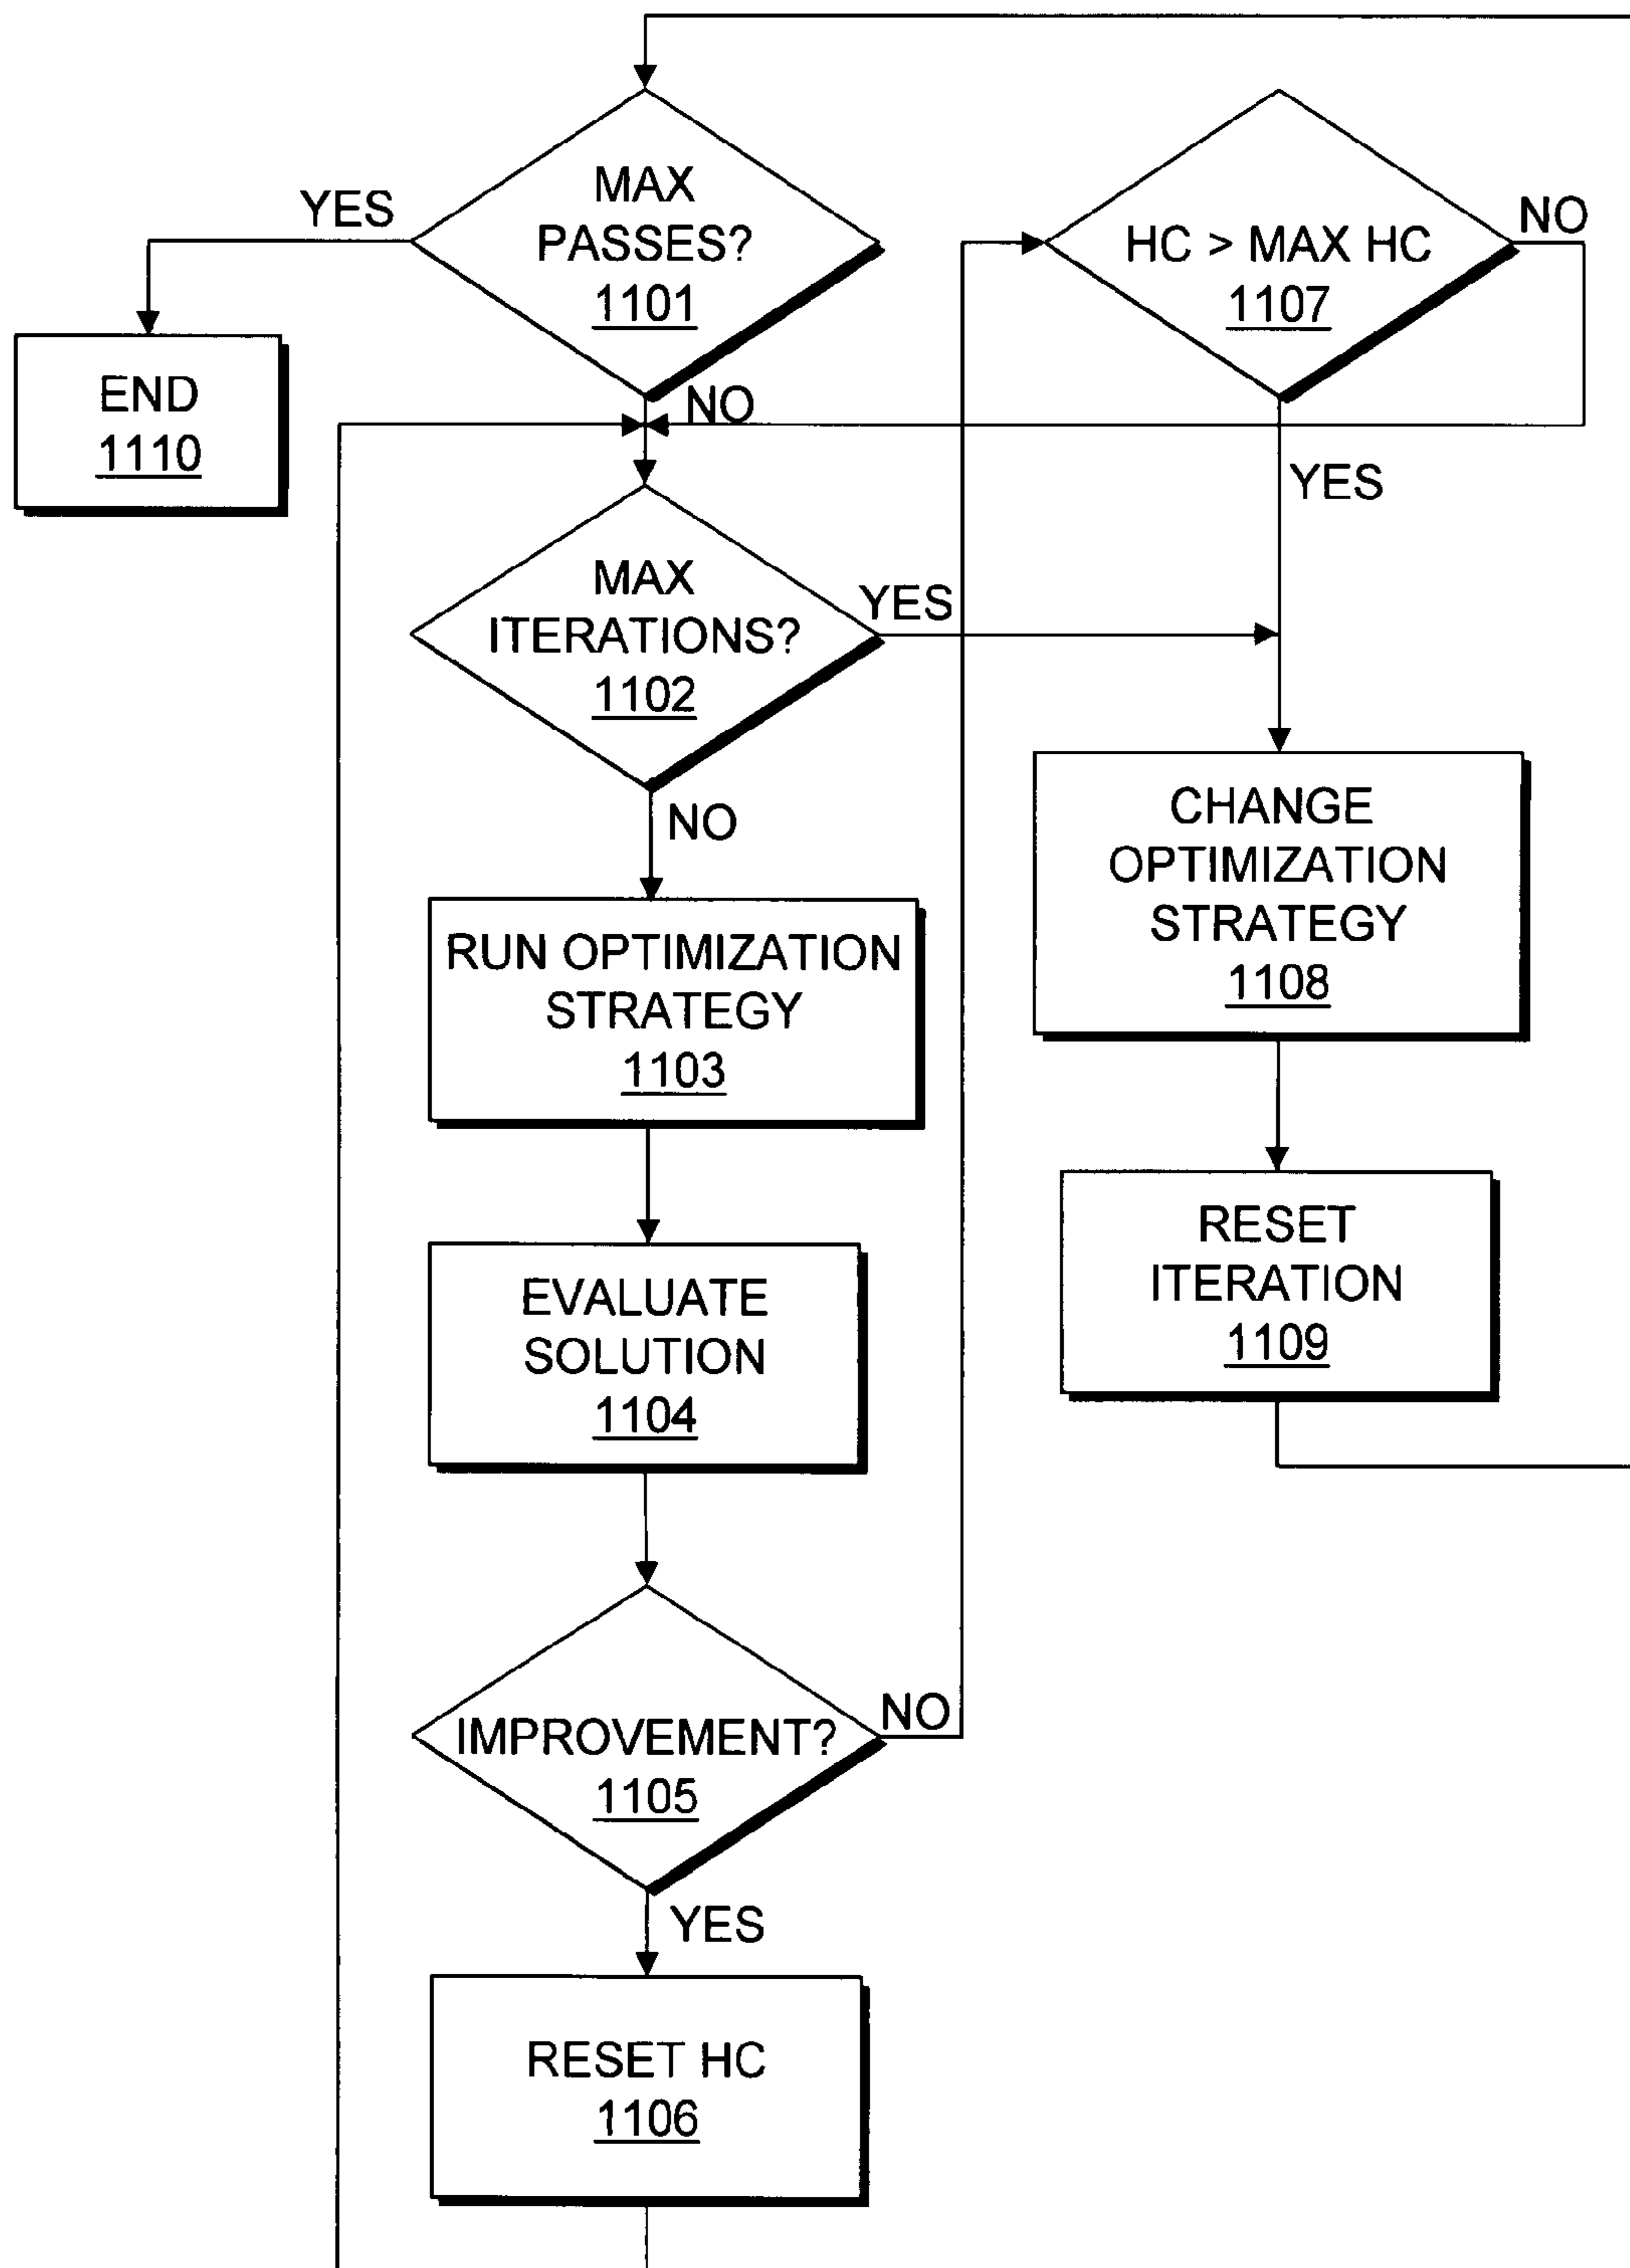 MAX
PASSES?
1101
YES
NO
END
1110
MAX
ITERATIONS?
1102
YES
NO
RUN OPTIMIZATION
STRATEGY
1103
EVALUATE
SOLUTION
1104
IMPROVEMENT?
1105
NO
YES
RESET HC
1106
HC > MAX HC
1107
NO
YES
CHANGE
OPTIMIZATION
STRATEGY
1108
RESET
ITERATION
1109